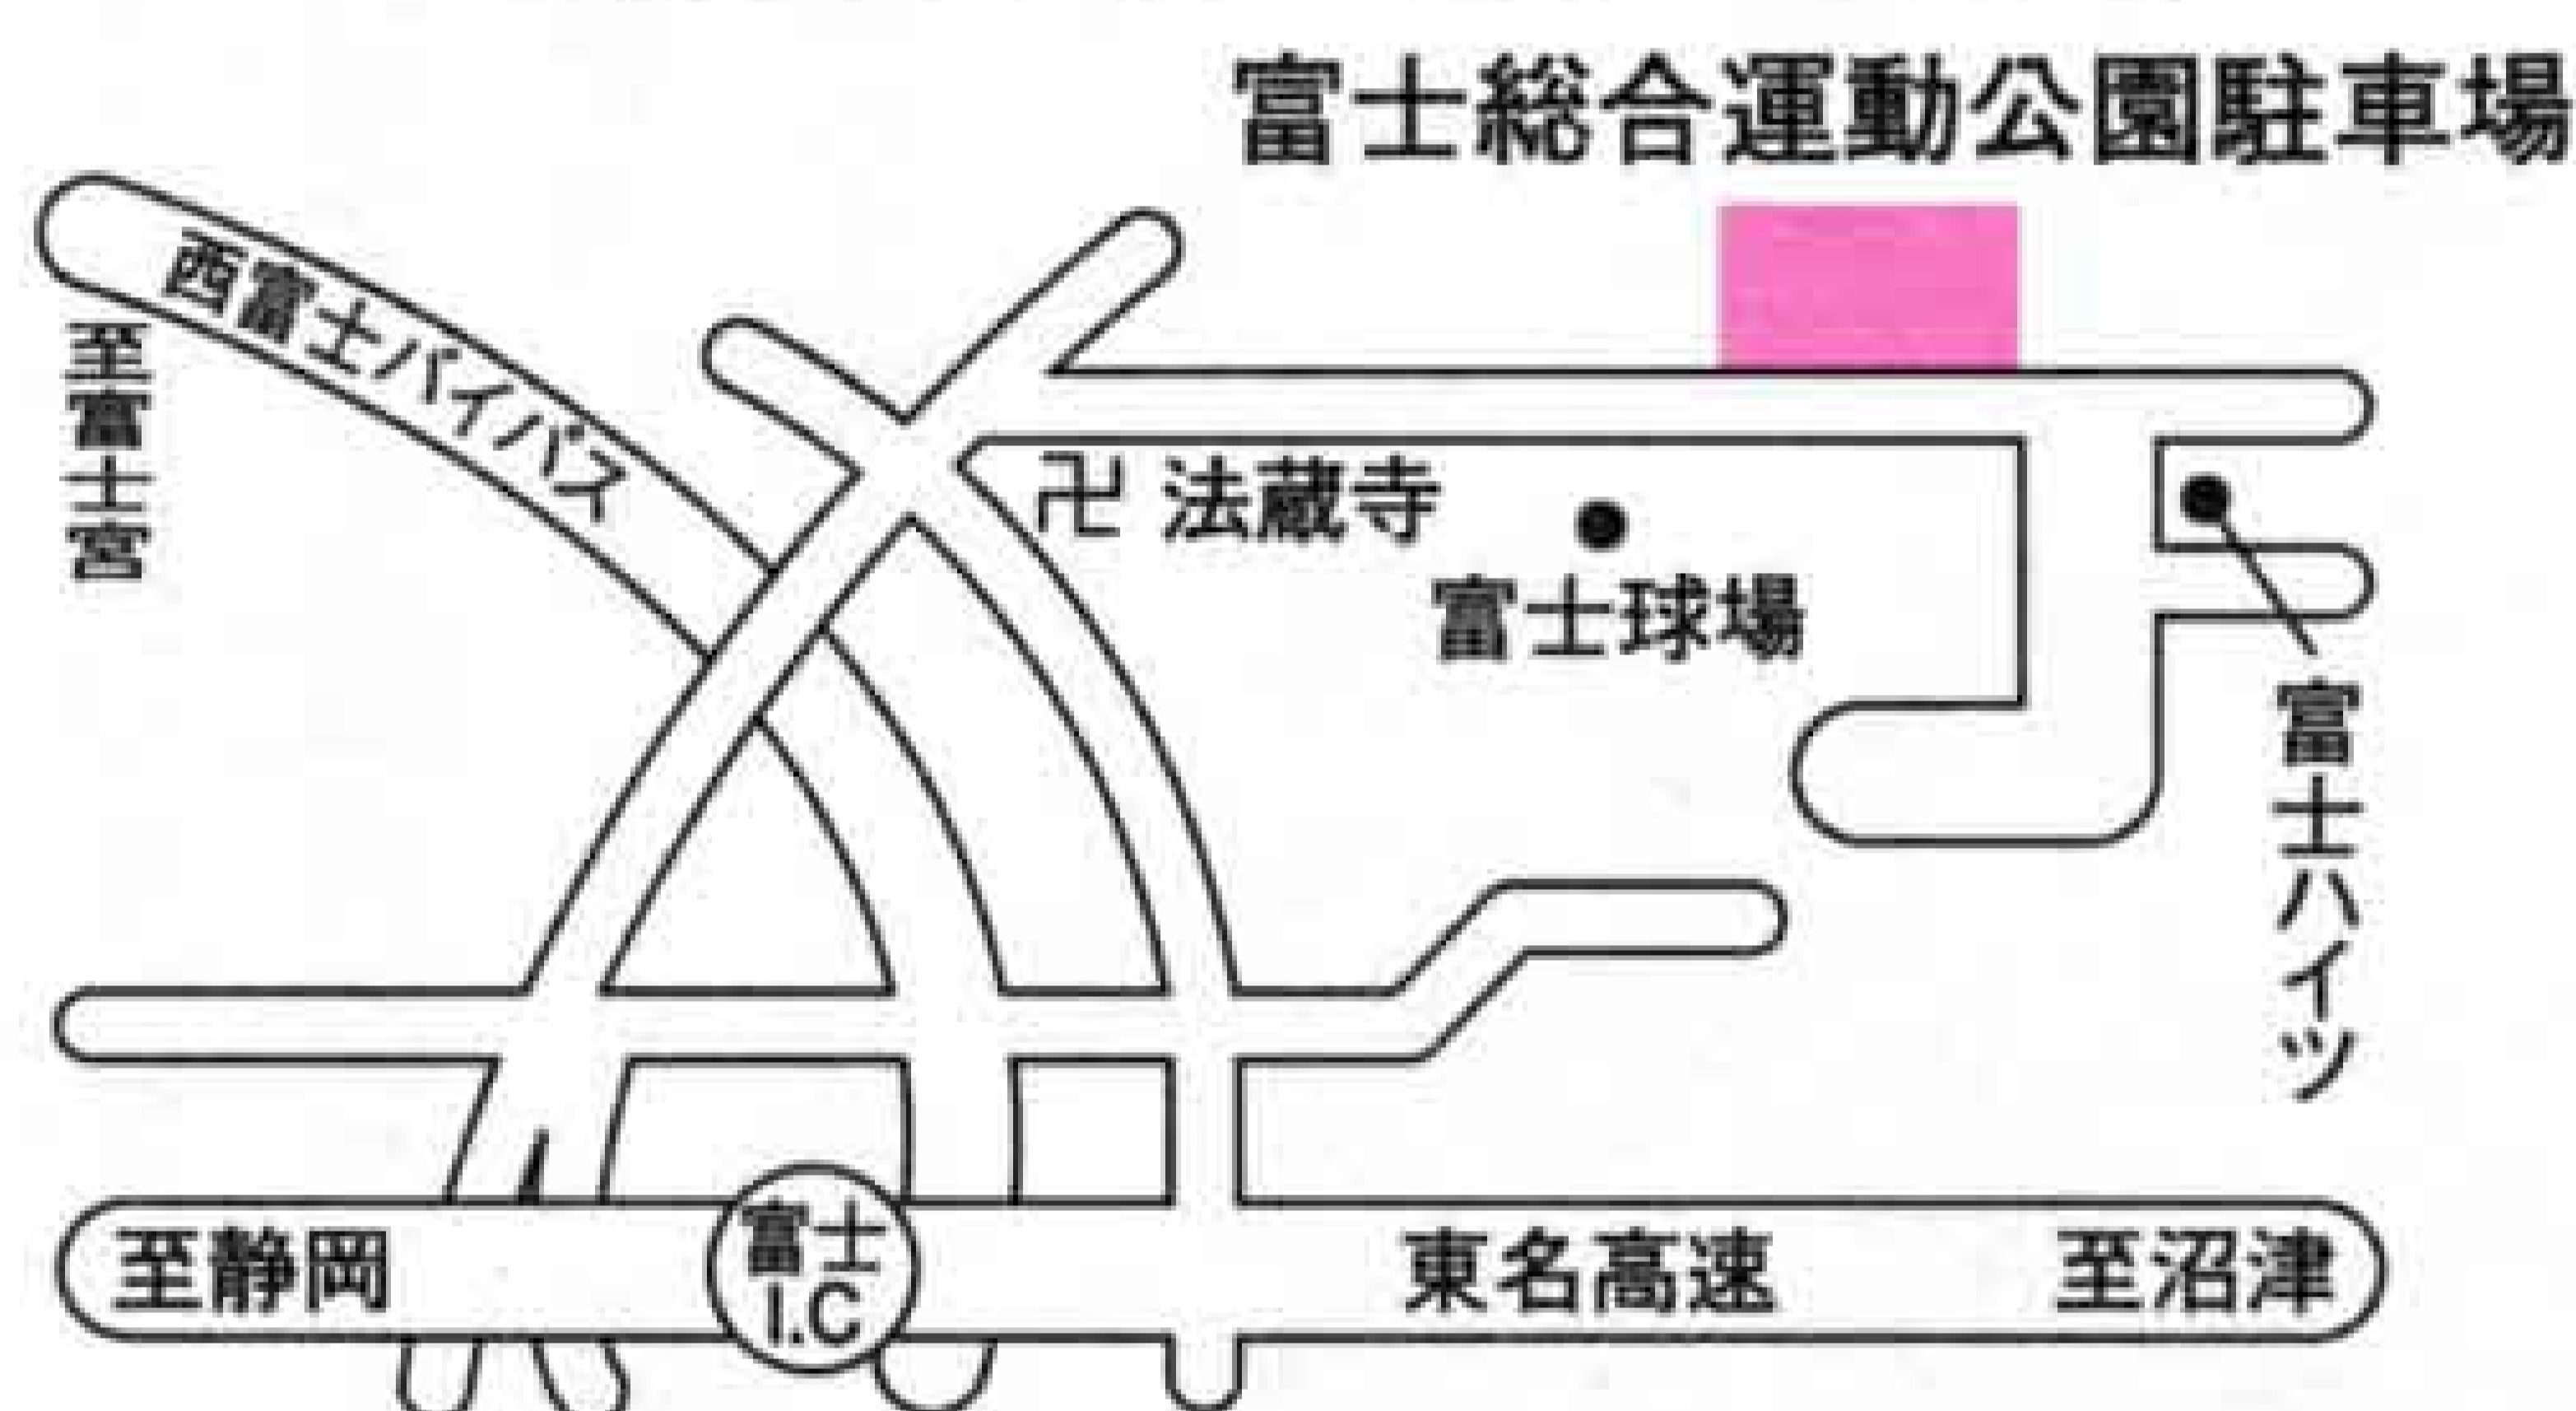 富士総合運動公園駐車場
西富士バイパス
至富士宮
卍 法蔵寺
富士球場
富士ハイツ
至静岡
富士
I.C
東名高速
至沼津